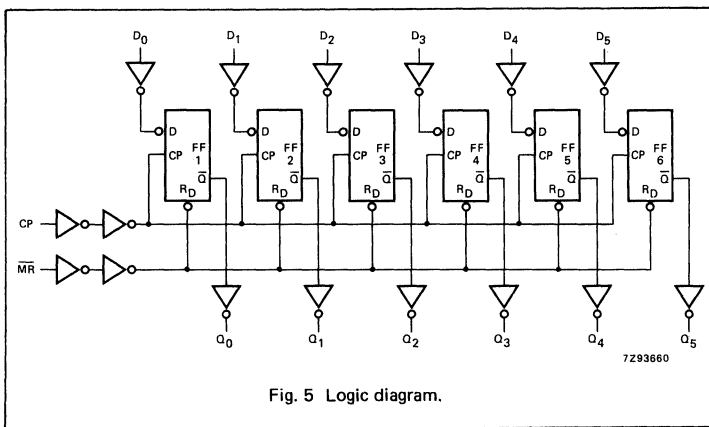 D0 D1 D2 D3 D4 D5
D FF 1 CP Q̅ RD
D FF 2 CP Q̅ RD
D FF 3 CP Q̅ RD
D FF 4 CP Q̅ RD
D FF 5 CP Q̅ RD
D FF 6 CP Q̅ RD
CP
M̅R̅
Q0 Q1 Q2 Q3 Q4 Q5
7Z93660
Fig. 5 Logic diagram.